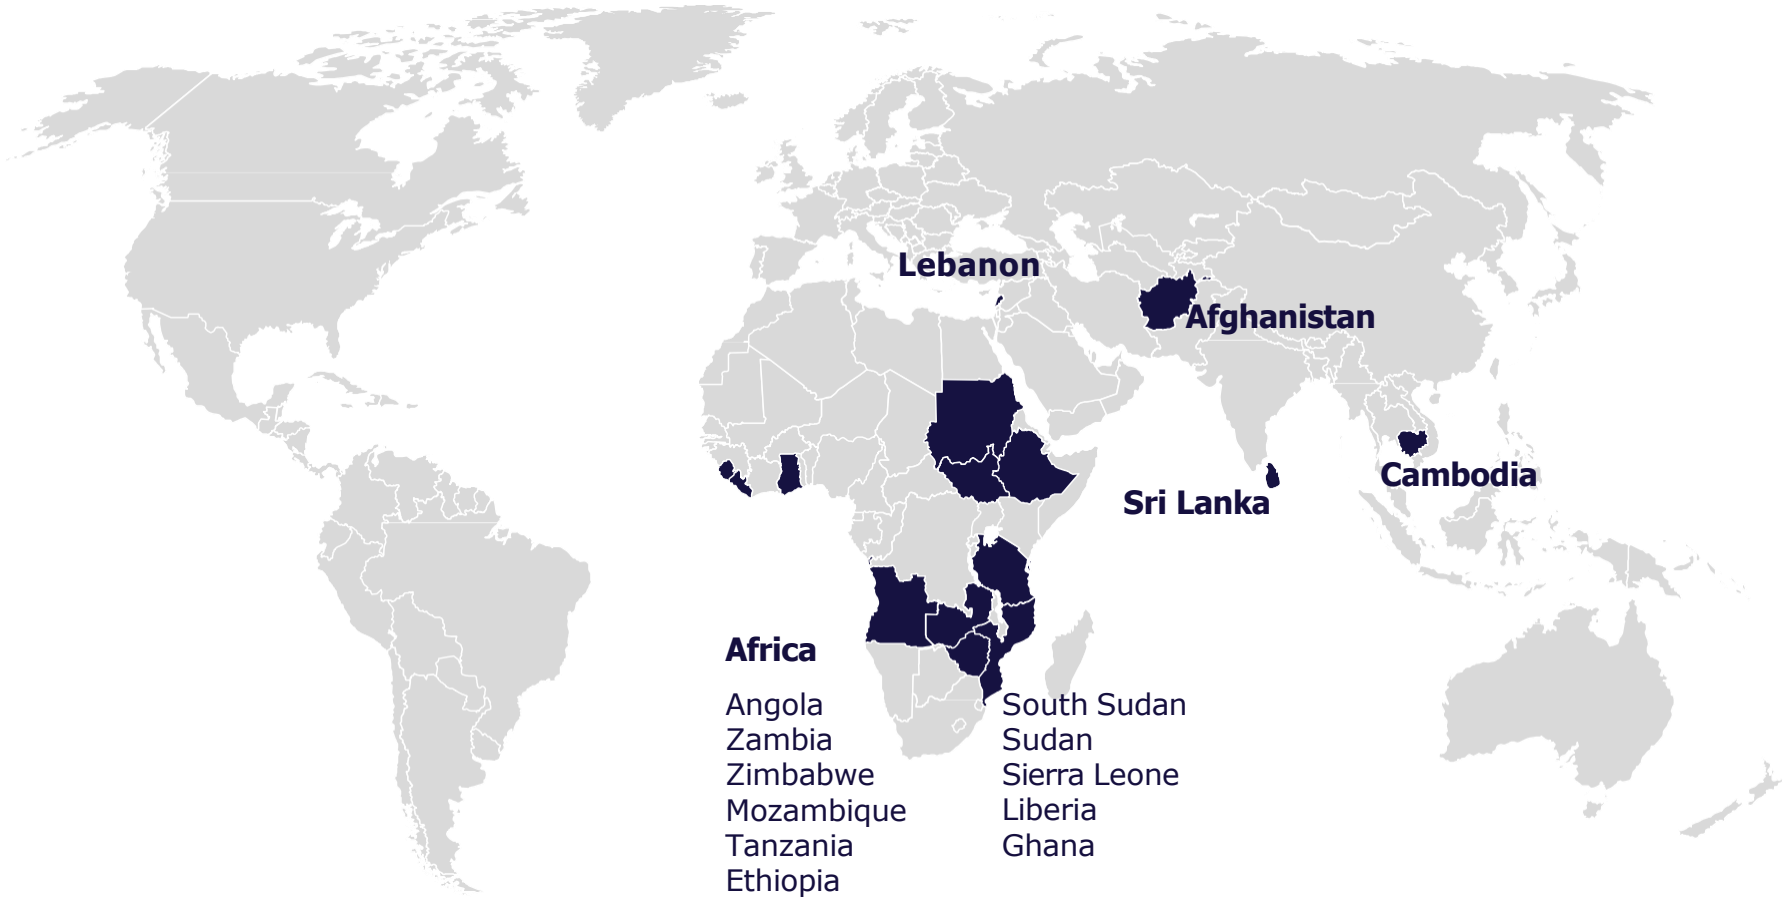 Lebanon
Afghanistan
Cambodia
Sri Lanka
Africa
Angola
Zambia
Zimbabwe
Mozambique
Tanzania
Ethiopia
South Sudan
Sudan
Sierra Leone
Liberia
Ghana